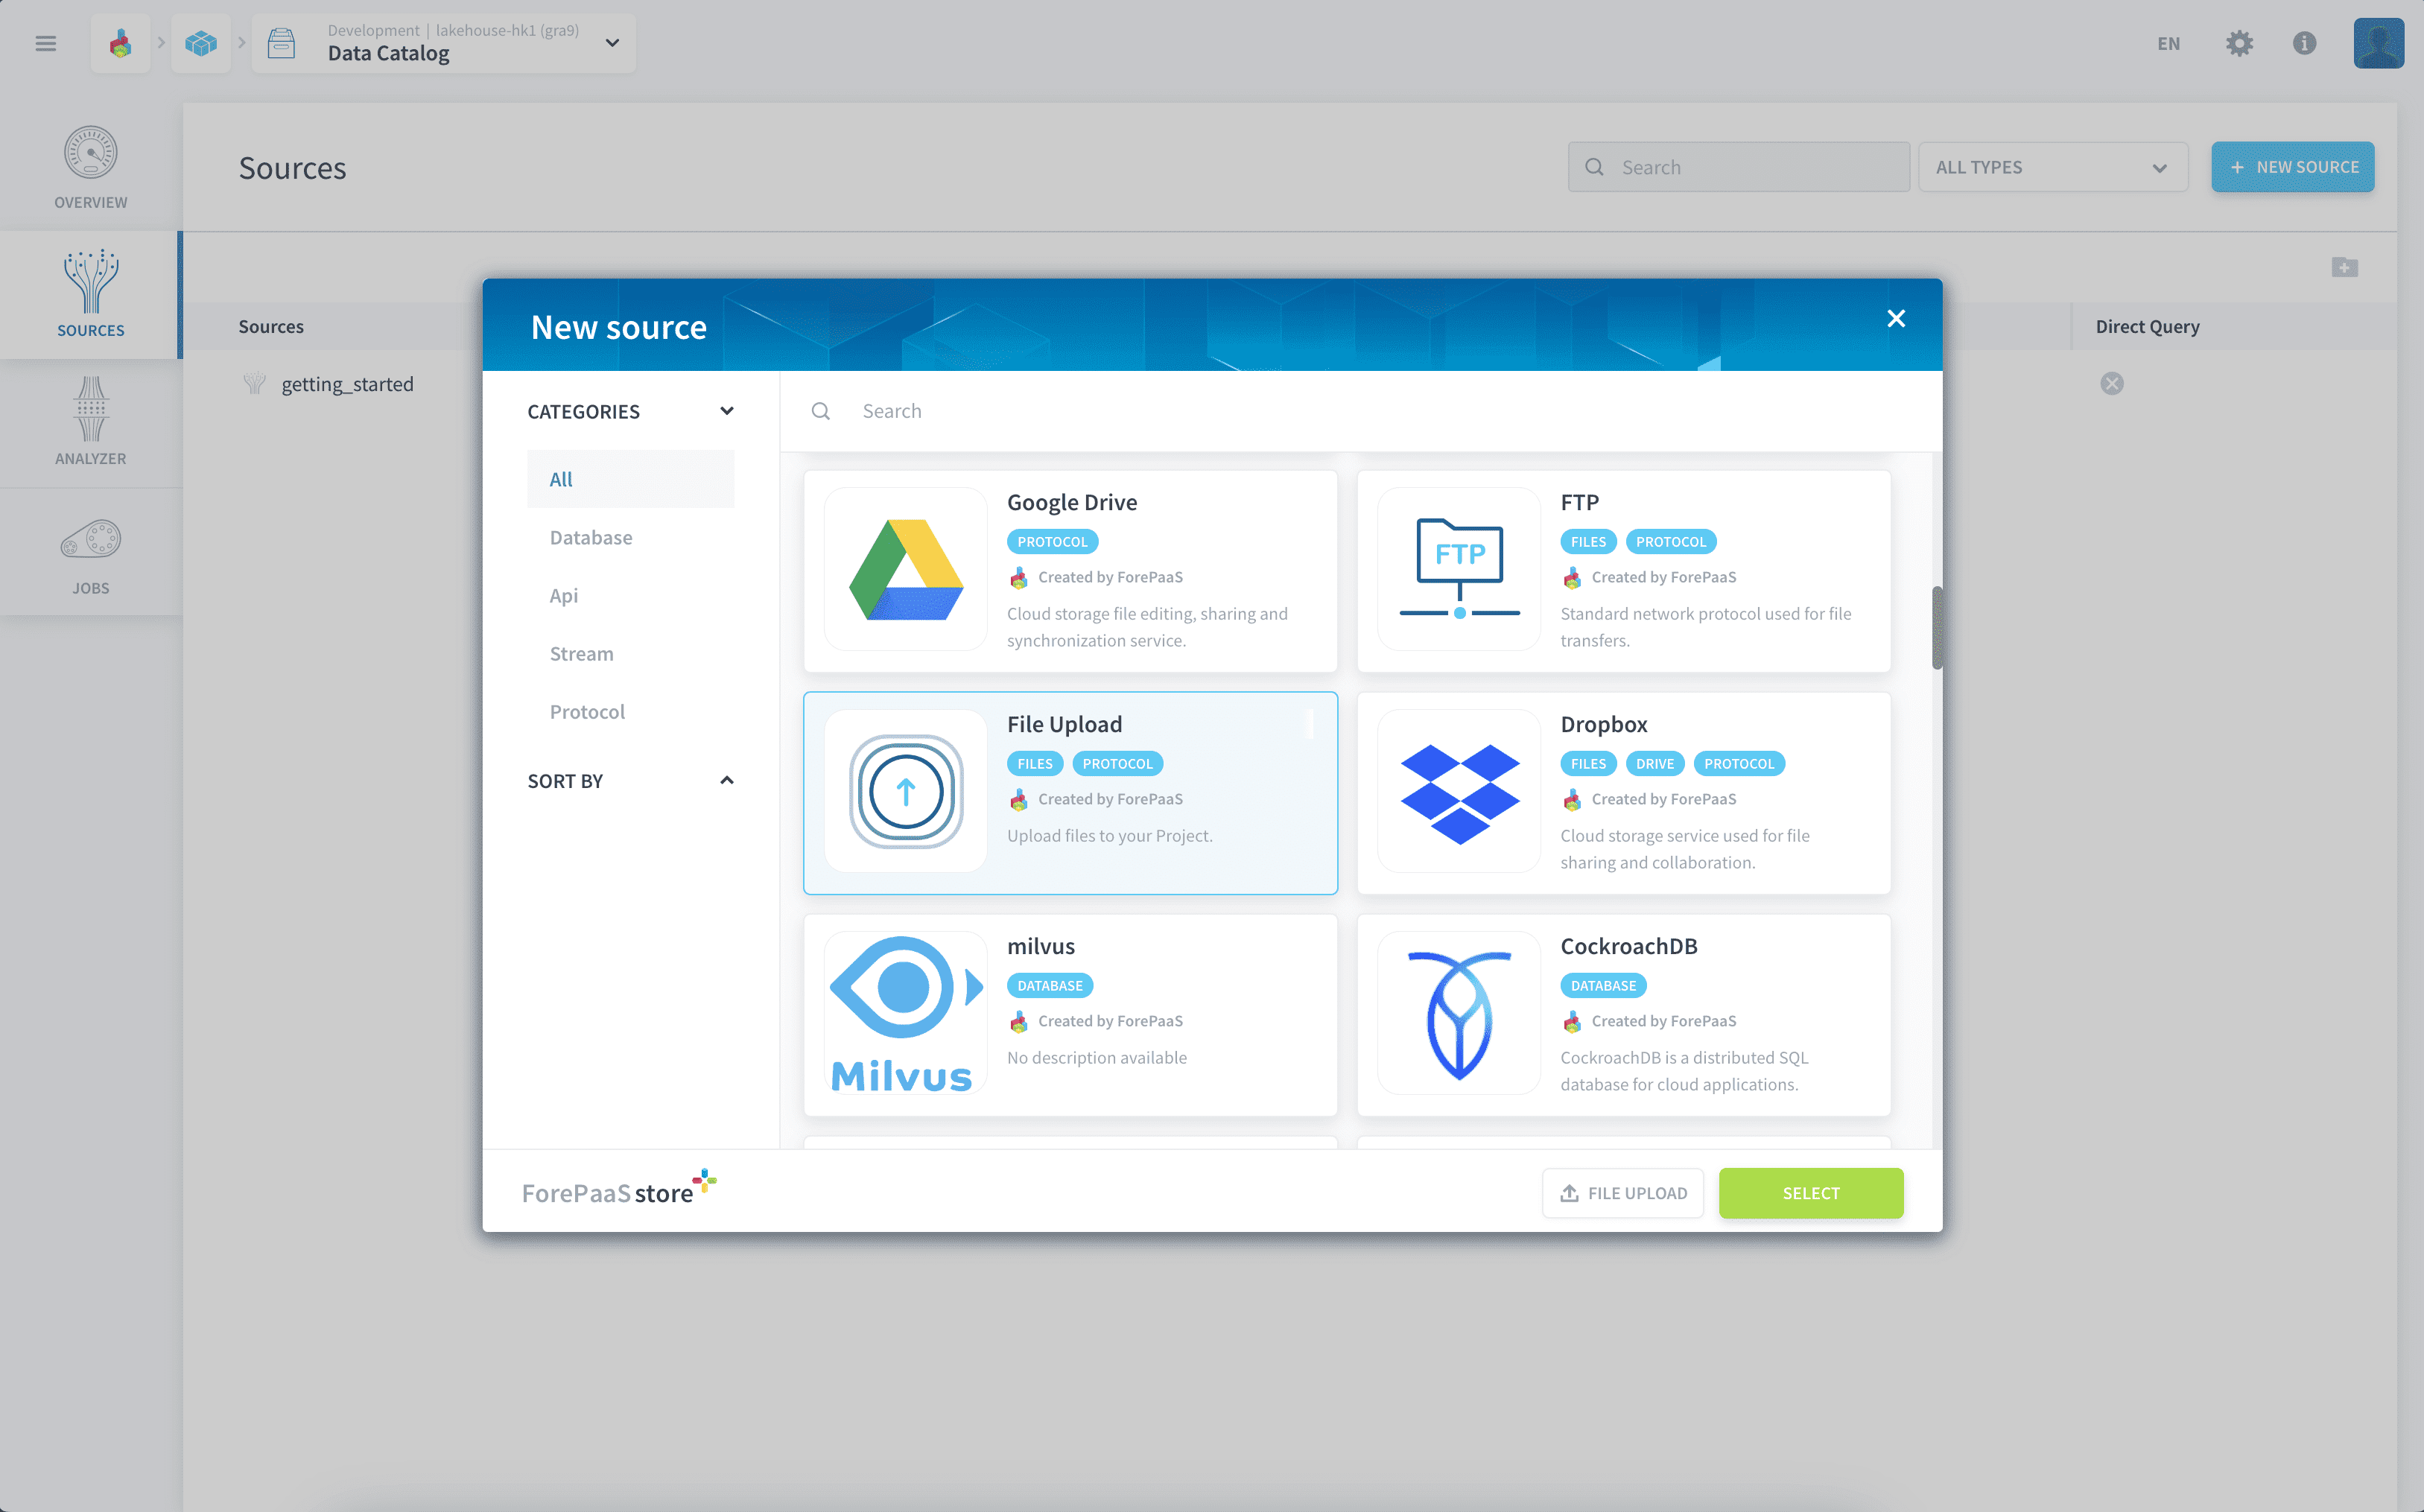 Development | lakehouse-hk1 (gra9)
Data Catalog
EN
OVERVIEW
SOURCES
ANALYZER
JOBS
Sources
Search
ALL TYPES
+ NEW SOURCE
Sources
Direct Query
getting_started
New source
CATEGORIES
All
Database
Api
Stream
Protocol
SORT BY
Search
Google Drive
PROTOCOL
Created by ForePaaS
Cloud storage file editing, sharing and
synchronization service.
FTP
FTP
FILES PROTOCOL
Created by ForePaaS
Standard network protocol used for file
transfers.
File Upload
FILES PROTOCOL
Created by ForePaaS
Upload files to your Project.
Dropbox
FILES DRIVE PROTOCOL
Created by ForePaaS
Cloud storage service used for file
sharing and collaboration.
Milvus
milvus
DATABASE
Created by ForePaaS
No description available
CockroachDB
DATABASE
Created by ForePaaS
CockroachDB is a distributed SQL
database for cloud applications.
ForePaaS store
FILE UPLOAD
SELECT